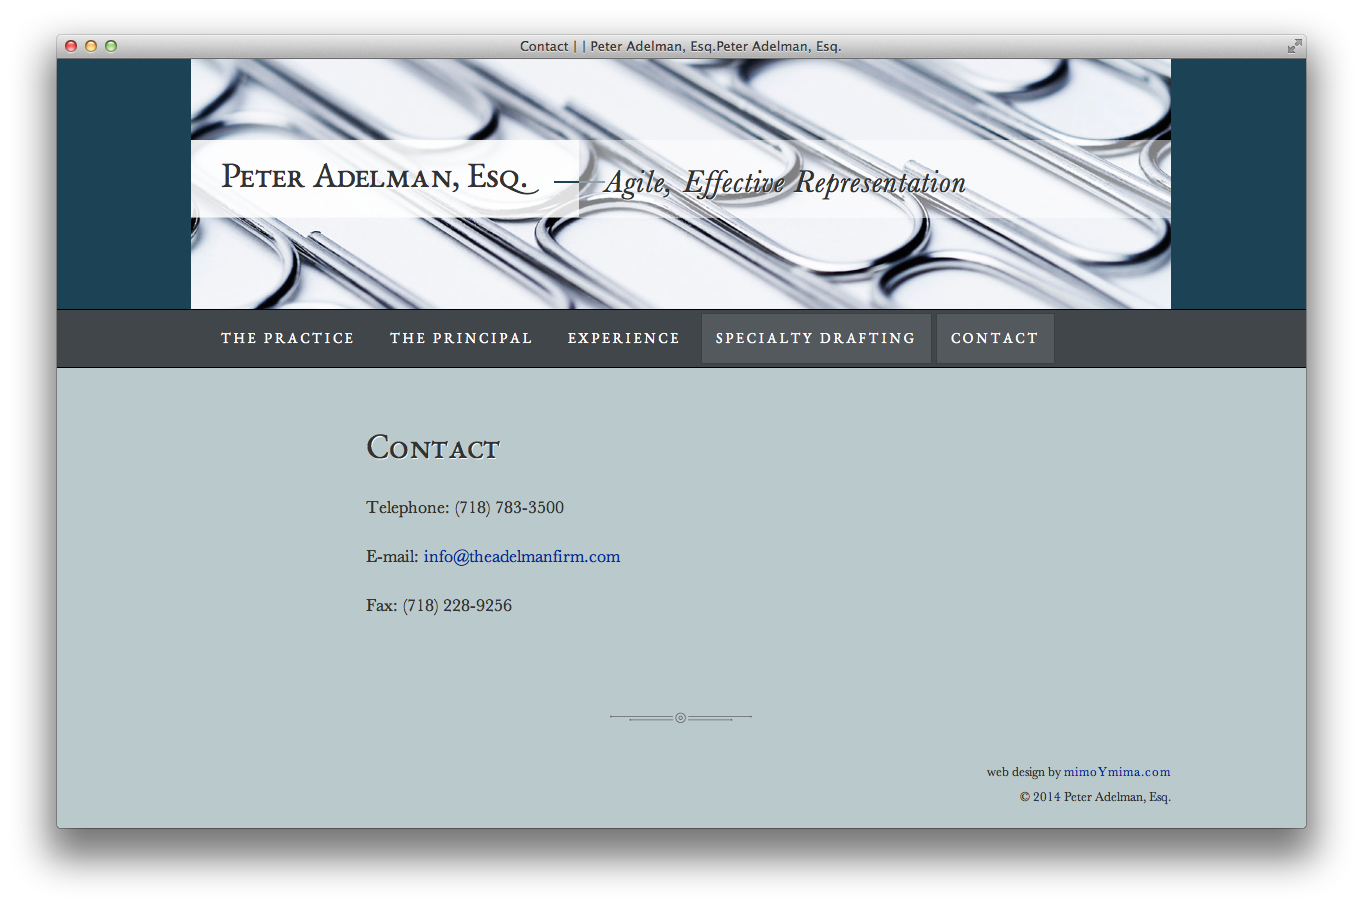 Contact | | Peter Adelman, Esq.Peter Adelman, Esq.
Peter Adelman, Esq. — Agile, Effective Representation
THE PRACTICE THE PRINCIPAL EXPERIENCE SPECIALTY DRAFTING CONTACT
Contact
Telephone: (718) 783-3500
E-mail: info@theadelmanfirm.com
Fax: (718) 228-9256
web design by mimoYmima.com
© 2014 Peter Adelman, Esq.